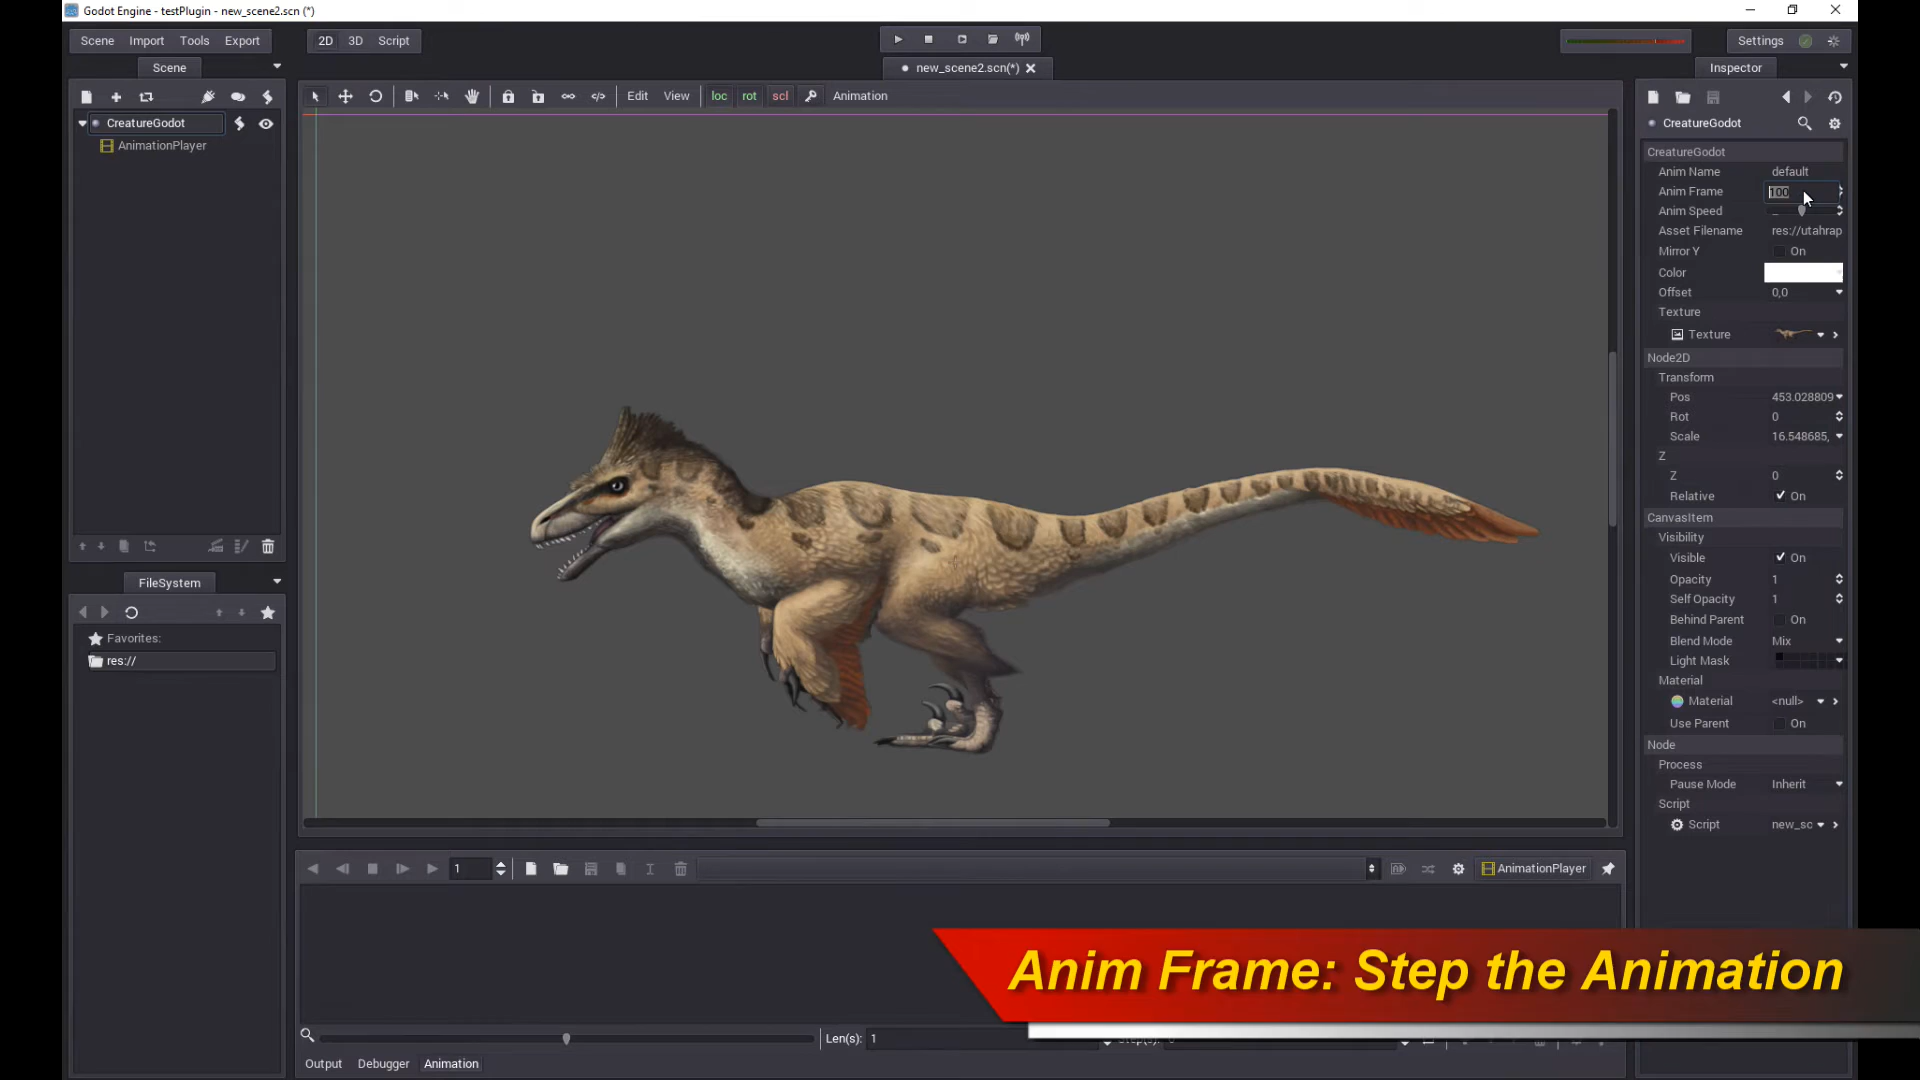 Godot Engine - testPlugin - new_scene2.scn (*)
Scene Import Tools Export
2D 3D Script
Settings
Scene
new_scene2.scn(*)
Inspector
Edit View loc rot scl Animation
CreatureGodot
AnimationPlayer
CreatureGodot
CreatureGodot
Anim Name default
Anim Frame 100
Anim Speed
Asset Filename res://utahrap
Mirror Y On
Color
Offset 0,0
Texture
Texture
Node2D
Transform
Pos 453.028809
Rot 0
Scale 16.548685,
Z
Z 0
Relative On
CanvasItem
Visibility
Visible On
Opacity 1
Self Opacity 1
Behind Parent On
Blend Mode Mix
Light Mask
Material
Material <null>
Use Parent On
Node
Process
Pause Mode Inherit
Script
Script new_sc
FileSystem
Favorites:
res://
1
AnimationPlayer
Anim Frame: Step the Animation
Len(s): 1
Step(s):
Output Debugger Animation